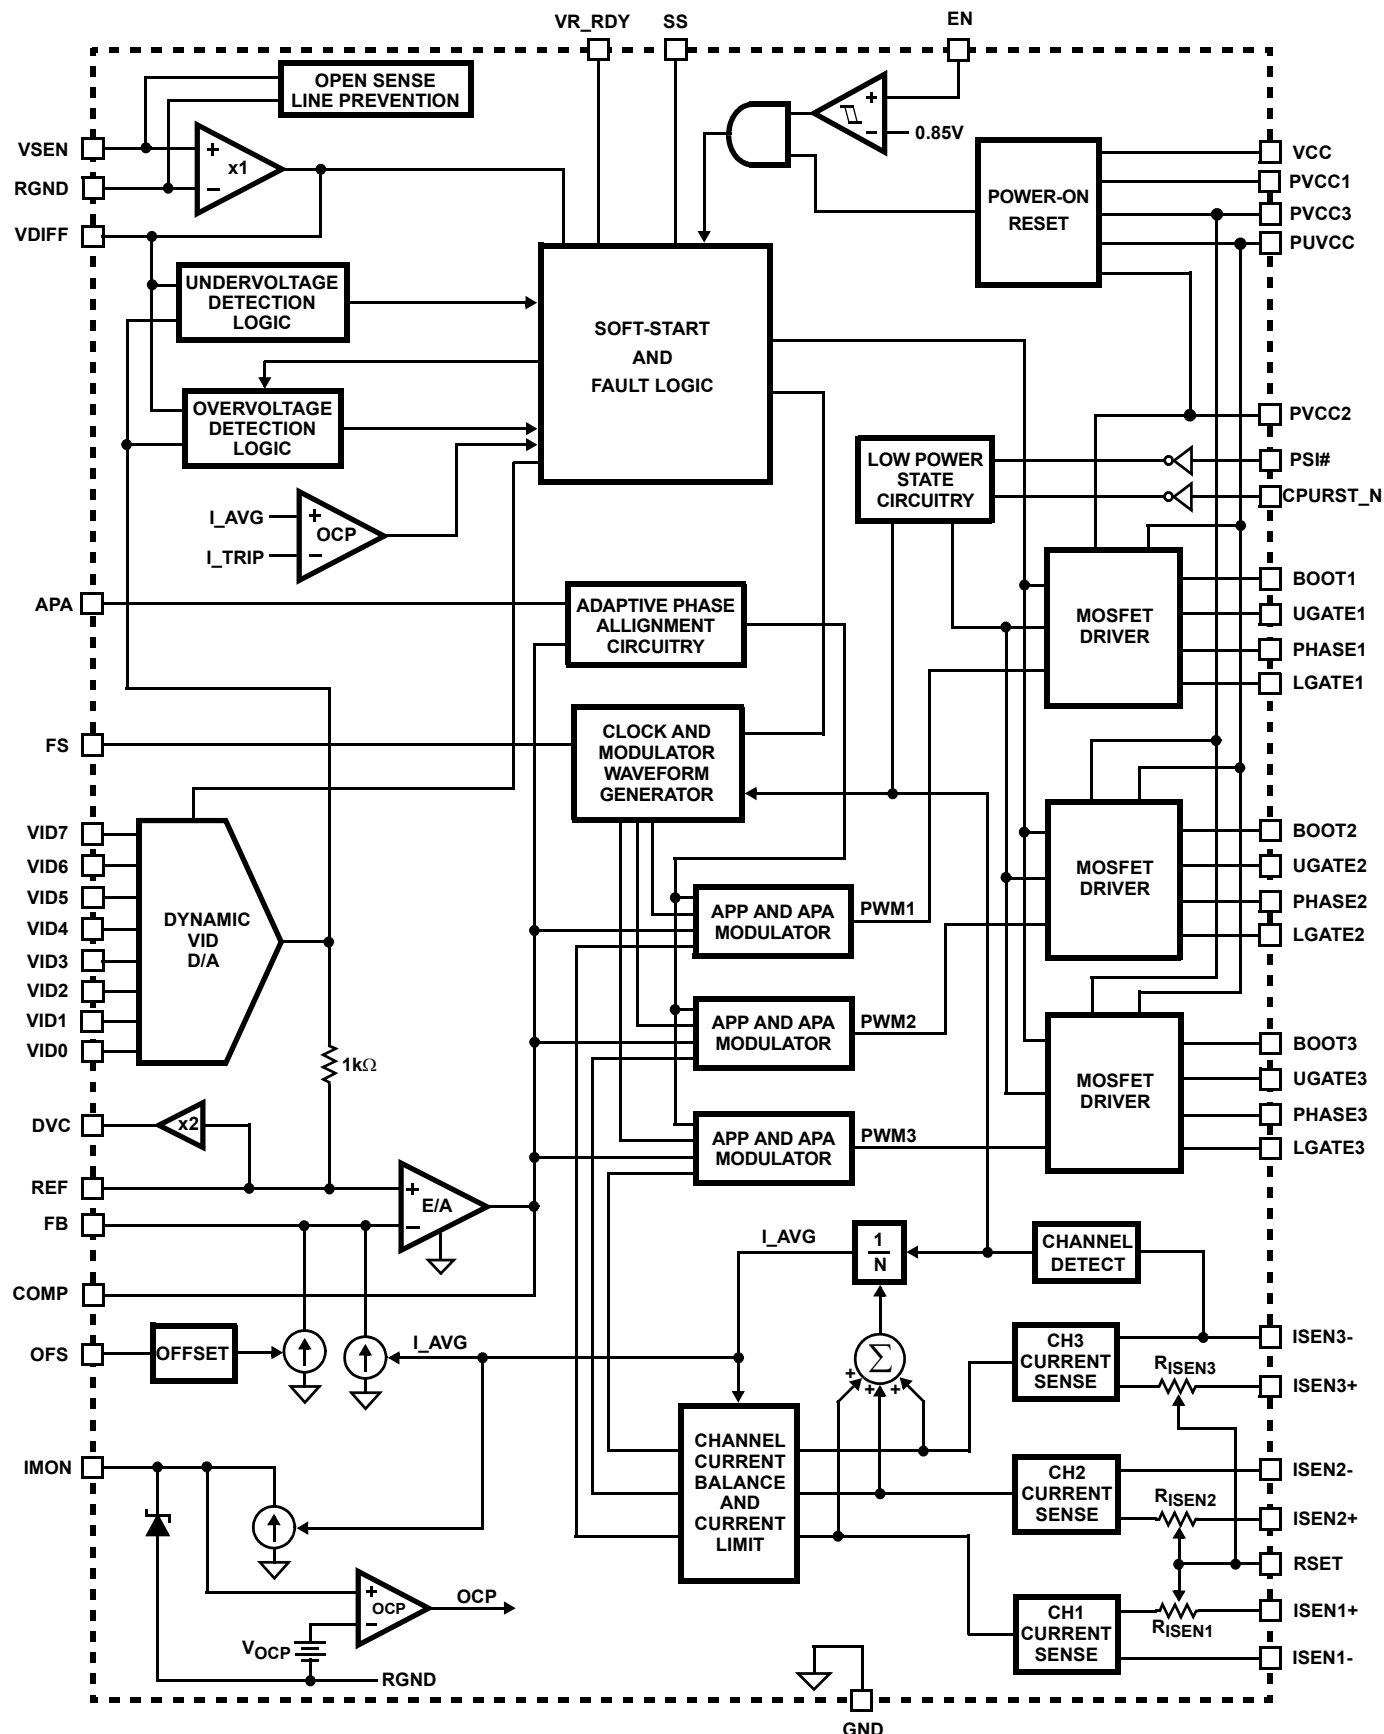 VR_RDY
SS
EN
OPEN SENSE
LINE PREVENTION
+
-
0.85V
VSEN
RGND
VDIFF
+
-
x1
POWER-ON
RESET
VCC
PVCC1
PVCC3
PUVCC
UNDERVOLTAGE
DETECTION
LOGIC
SOFT-START
AND
FAULT LOGIC
OVERVOLTAGE
DETECTION
LOGIC
PVCC2
PSI#
CPURST_N
LOW POWER
STATE
CIRCUITRY
I_AVG
I_TRIP
+
-
OCP
APA
ADAPTIVE PHASE
ALLIGNMENT
CIRCUITRY
MOSFET
DRIVER
BOOT1
UGATE1
PHASE1
LGATE1
FS
CLOCK AND
MODULATOR
WAVEFORM
GENERATOR
VID7
VID6
VID5
VID4
VID3
VID2
VID1
VID0
DYNAMIC
VID
D/A
MOSFET
DRIVER
BOOT2
UGATE2
PHASE2
LGATE2
APP AND APA
MODULATOR
PWM1
APP AND APA
MODULATOR
PWM2
APP AND APA
MODULATOR
PWM3
MOSFET
DRIVER
BOOT3
UGATE3
PHASE3
LGATE3
1kΩ
DVC
x2
REF
FB
+
-
E/A
COMP
OFS
OFFSET
I_AVG
I_AVG
1
N
CHANNEL
DETECT
Σ
+
+
+
CH3
CURRENT
SENSE
RISEN3
ISEN3-
ISEN3+
CHANNEL
CURRENT
BALANCE
AND
CURRENT
LIMIT
CH2
CURRENT
SENSE
RISEN2
ISEN2-
ISEN2+
RSET
CH1
CURRENT
SENSE
RISEN1
ISEN1+
ISEN1-
IMON
+
-
OCP
OCP
VOCP
RGND
GND